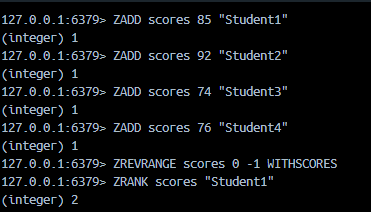 127.0.0.1:6379> ZADD scores 85 "Student1"
(integer) 1
127.0.0.1:6379> ZADD scores 92 "Student2"
(integer) 1
127.0.0.1:6379> ZADD scores 74 "Student3"
(integer) 1
127.0.0.1:6379> ZADD scores 76 "Student4"
(integer) 1
127.0.0.1:6379> ZREVRANGE scores 0 -1 WITHSCORES
127.0.0.1:6379> ZRANK scores "Student1"
(integer) 2